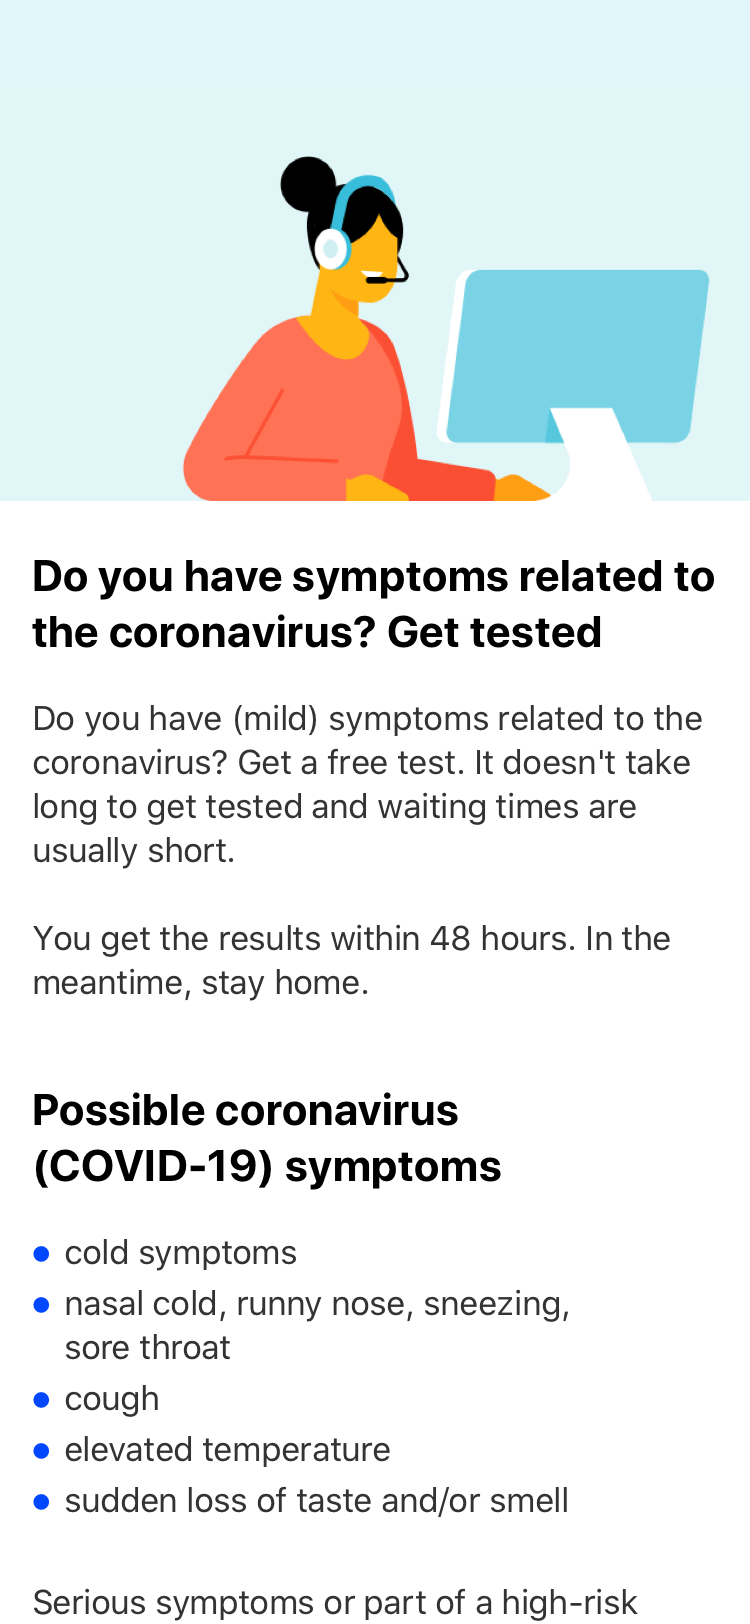 Do you have symptoms related to
the coronavirus? Get tested
Do you have (mild) symptoms related to the
coronavirus? Get a free test. It doesn't take
long to get tested and waiting times are
usually short.
You get the results within 48 hours. In the
meantime, stay home.
Possible coronavirus
(COVID-19) symptoms
cold symptoms
nasal cold, runny nose, sneezing,
sore throat
cough
elevated temperature
sudden loss of taste and/or smell
Serious symptoms or part of a high-risk